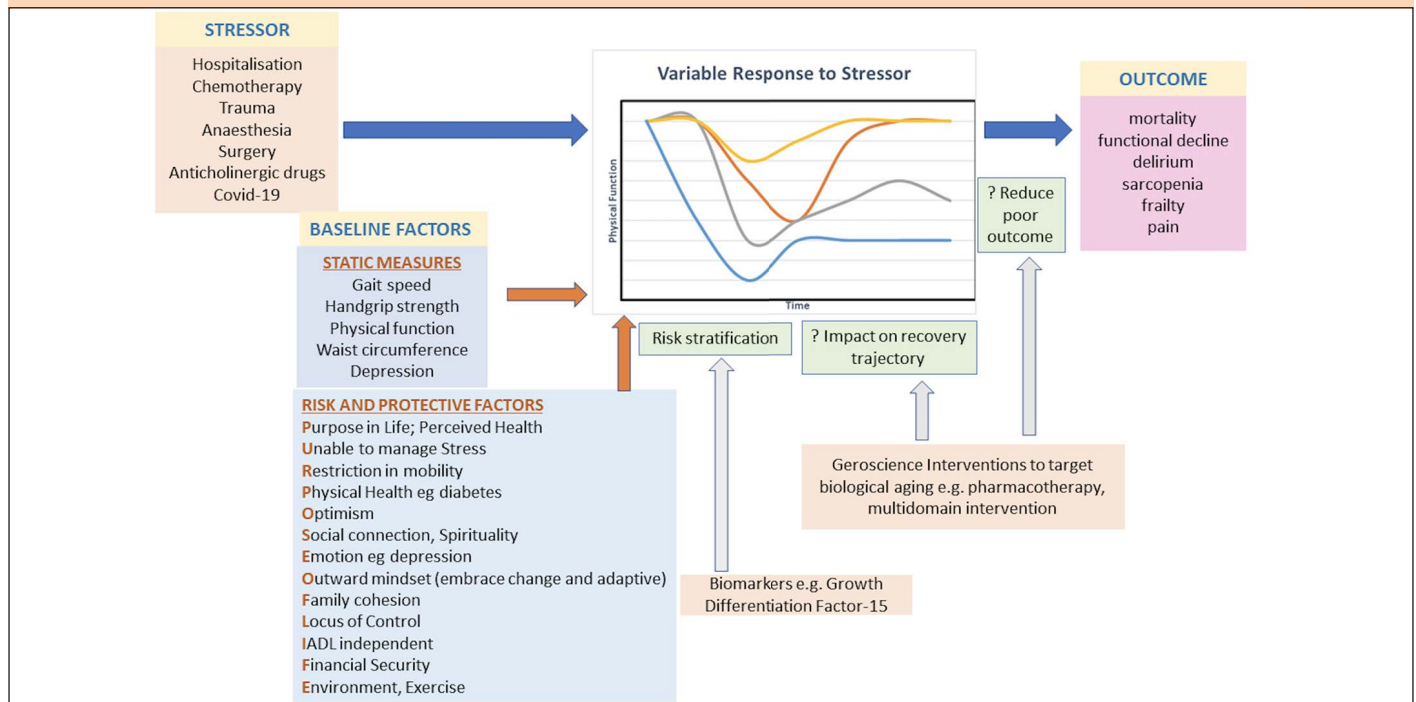 STRESSOR
Hospitalisation
Chemotherapy
Trauma
Anaesthesia
Surgery
Anticholinergic drugs
Covid-19
BASELINE FACTORS
STATIC MEASURES
Gait speed
Handgrip strength
Physical function
Waist circumference
Depression
RISK AND PROTECTIVE FACTORS
Purpose in Life; Perceived Health
Unable to manage Stress
Restriction in mobility
Physical Health eg diabetes
Optimism
Social connection, Spirituality
Emotion eg depression
Outward mindset (embrace change and adaptive)
Family cohesion
Locus of Control
IADL independent
Financial Security
Environment, Exercise
Variable Response to Stressor
Physical Function
Time
Risk stratification
? Impact on recovery
trajectory
? Reduce
poor
outcome
OUTCOME
mortality
functional decline
delirium
sarcopenia
frailty
pain
Geroscience Interventions to target
biological aging e.g. pharmacotherapy,
multidomain intervention
Biomarkers e.g. Growth
Differentiation Factor-15